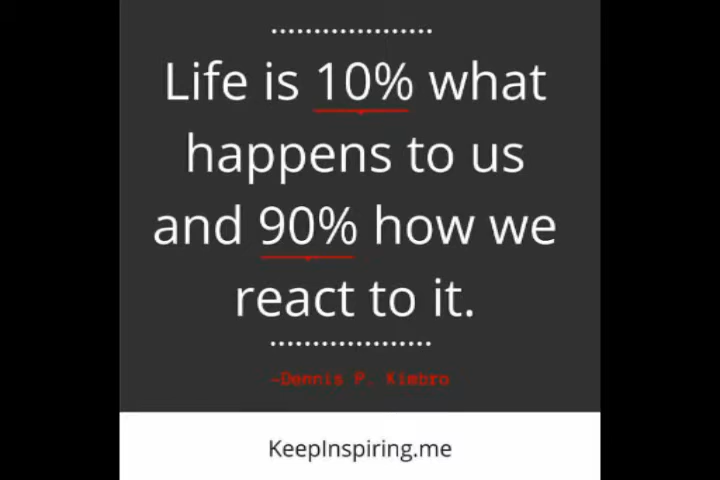 Life is 10% what
happens to us
and 90% how we
react to it.
-Dennis P. Kimbro
KeepInspiring.me